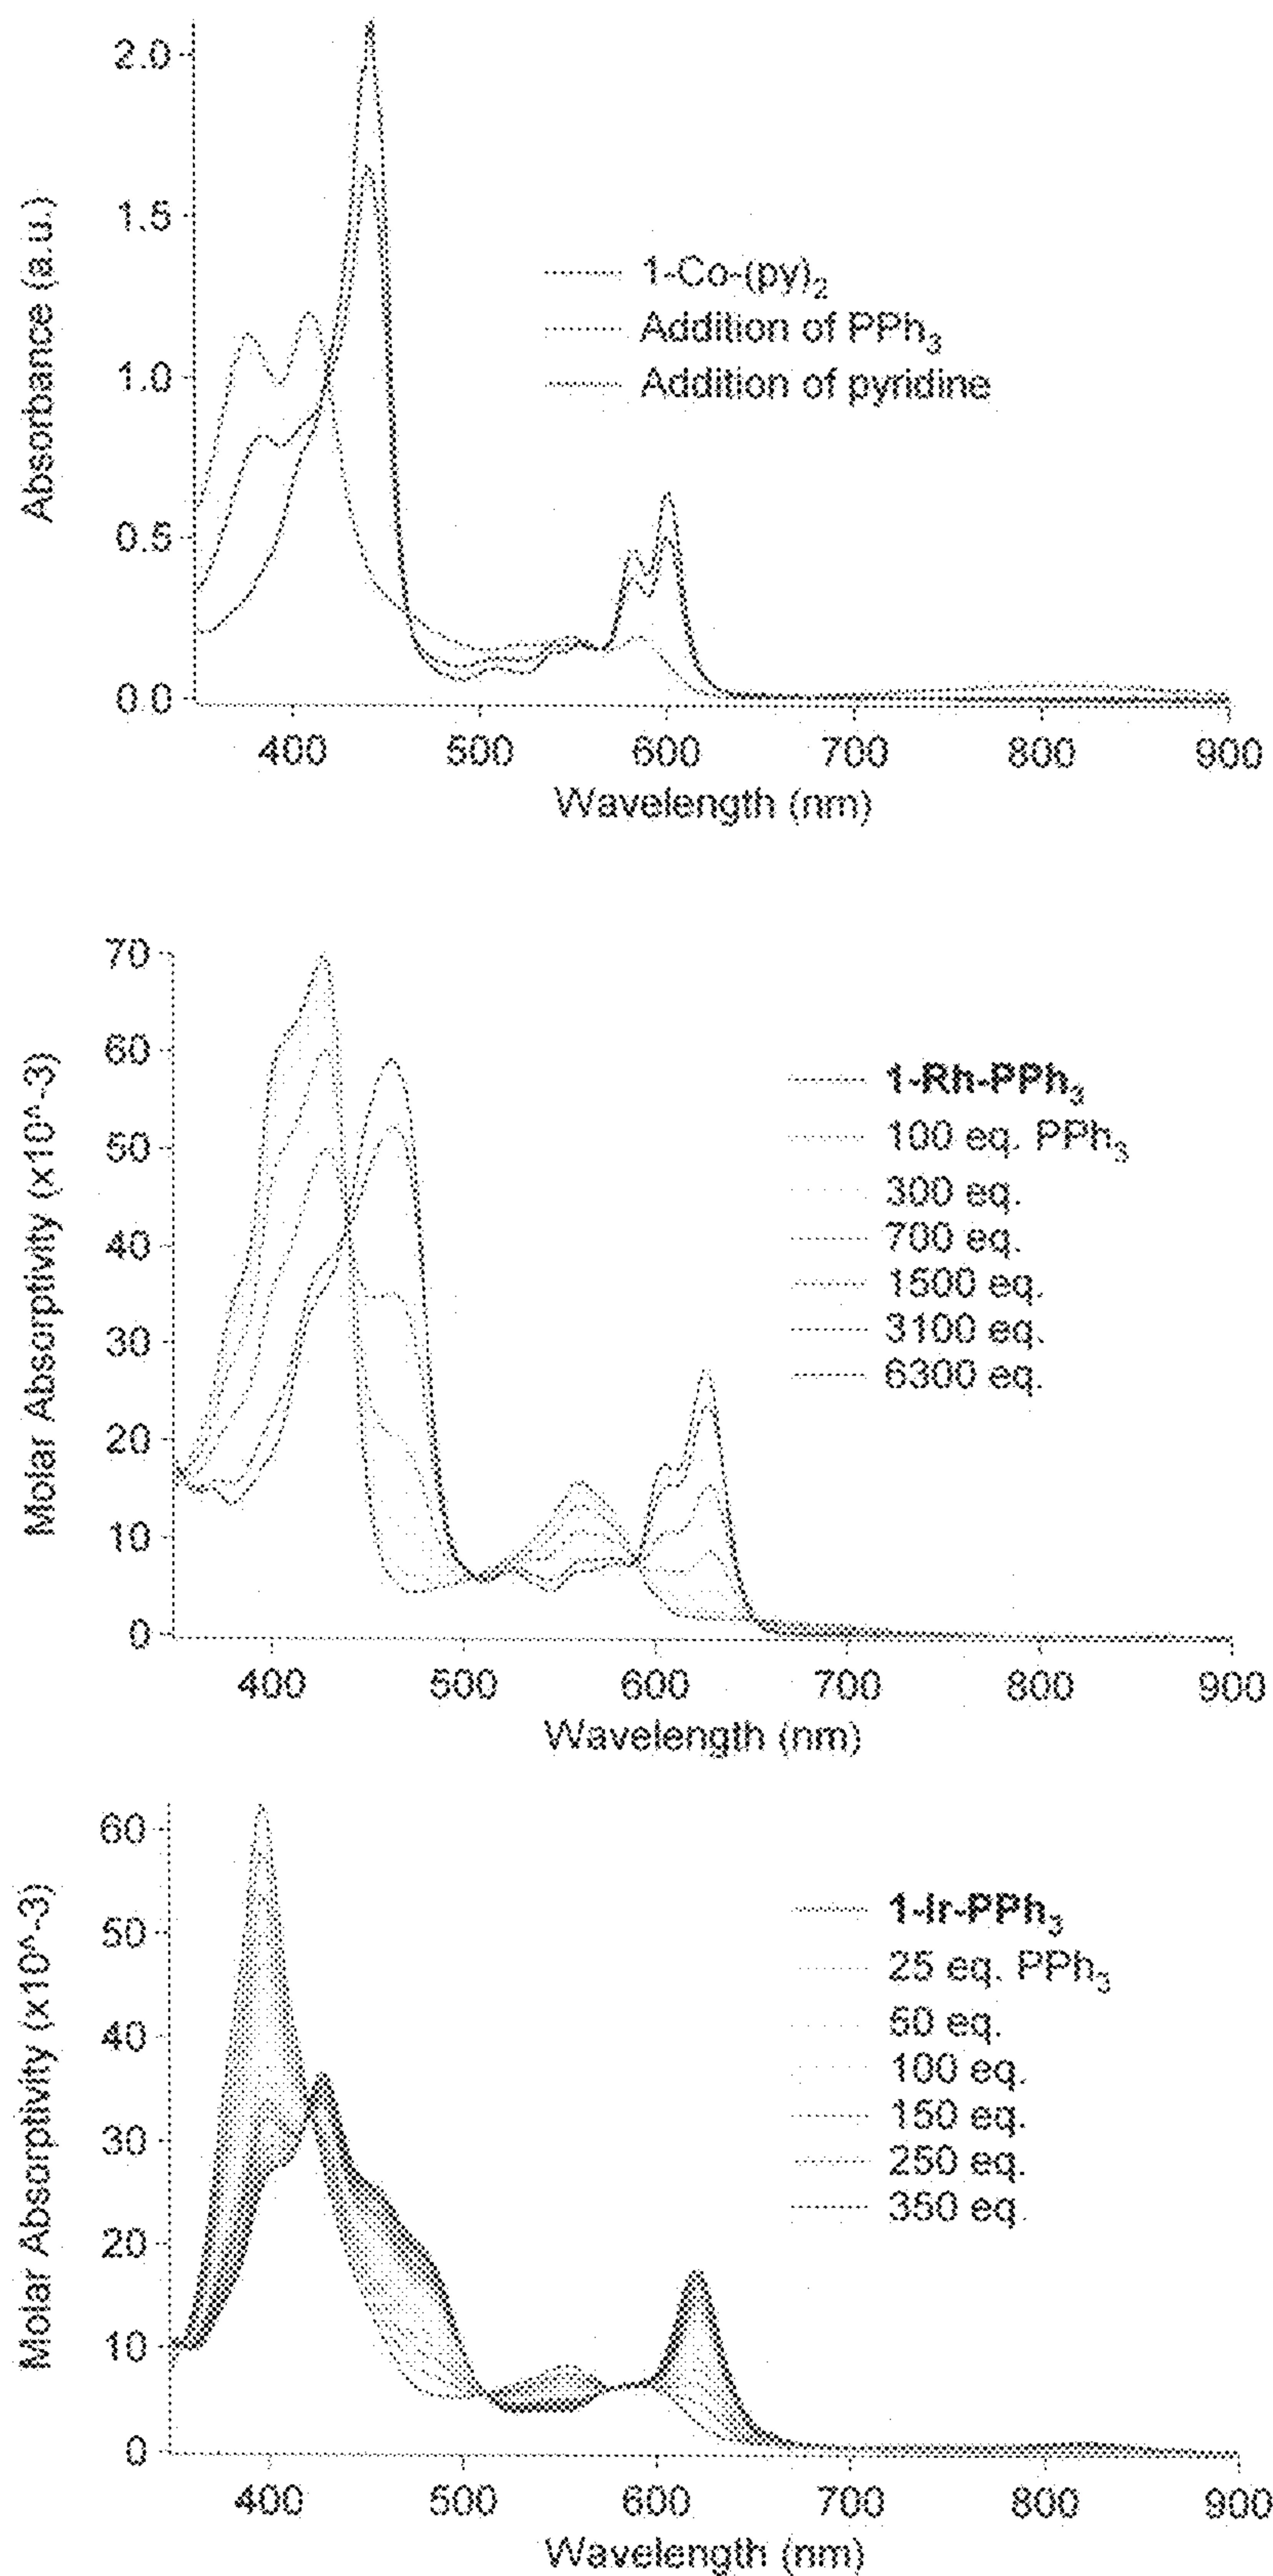 2.0
1.5
1.0
0.5
0.0
Absorbance (a.u.)
1-Co-(py)₂
Addition of PPh₃
Addition of pyridine
400 500 600 700 800 900
Wavelength (nm)
70
60
50
40
30
20
10
0
Molar Absorptivity (x10^-3)
1-Rh-PPh₃
100 eq. PPh₃
300 eq.
700 eq.
1500 eq.
3100 eq.
6300 eq.
400 500 600 700 800 900
Wavelength (nm)
60
50
40
30
20
10
0
Molar Absorptivity (x10^-3)
1-Ir-PPh₃
25 eq. PPh₃
60 eq.
100 eq.
150 eq.
250 eq.
350 eq.
400 500 600 700 800 900
Wavelength (nm)